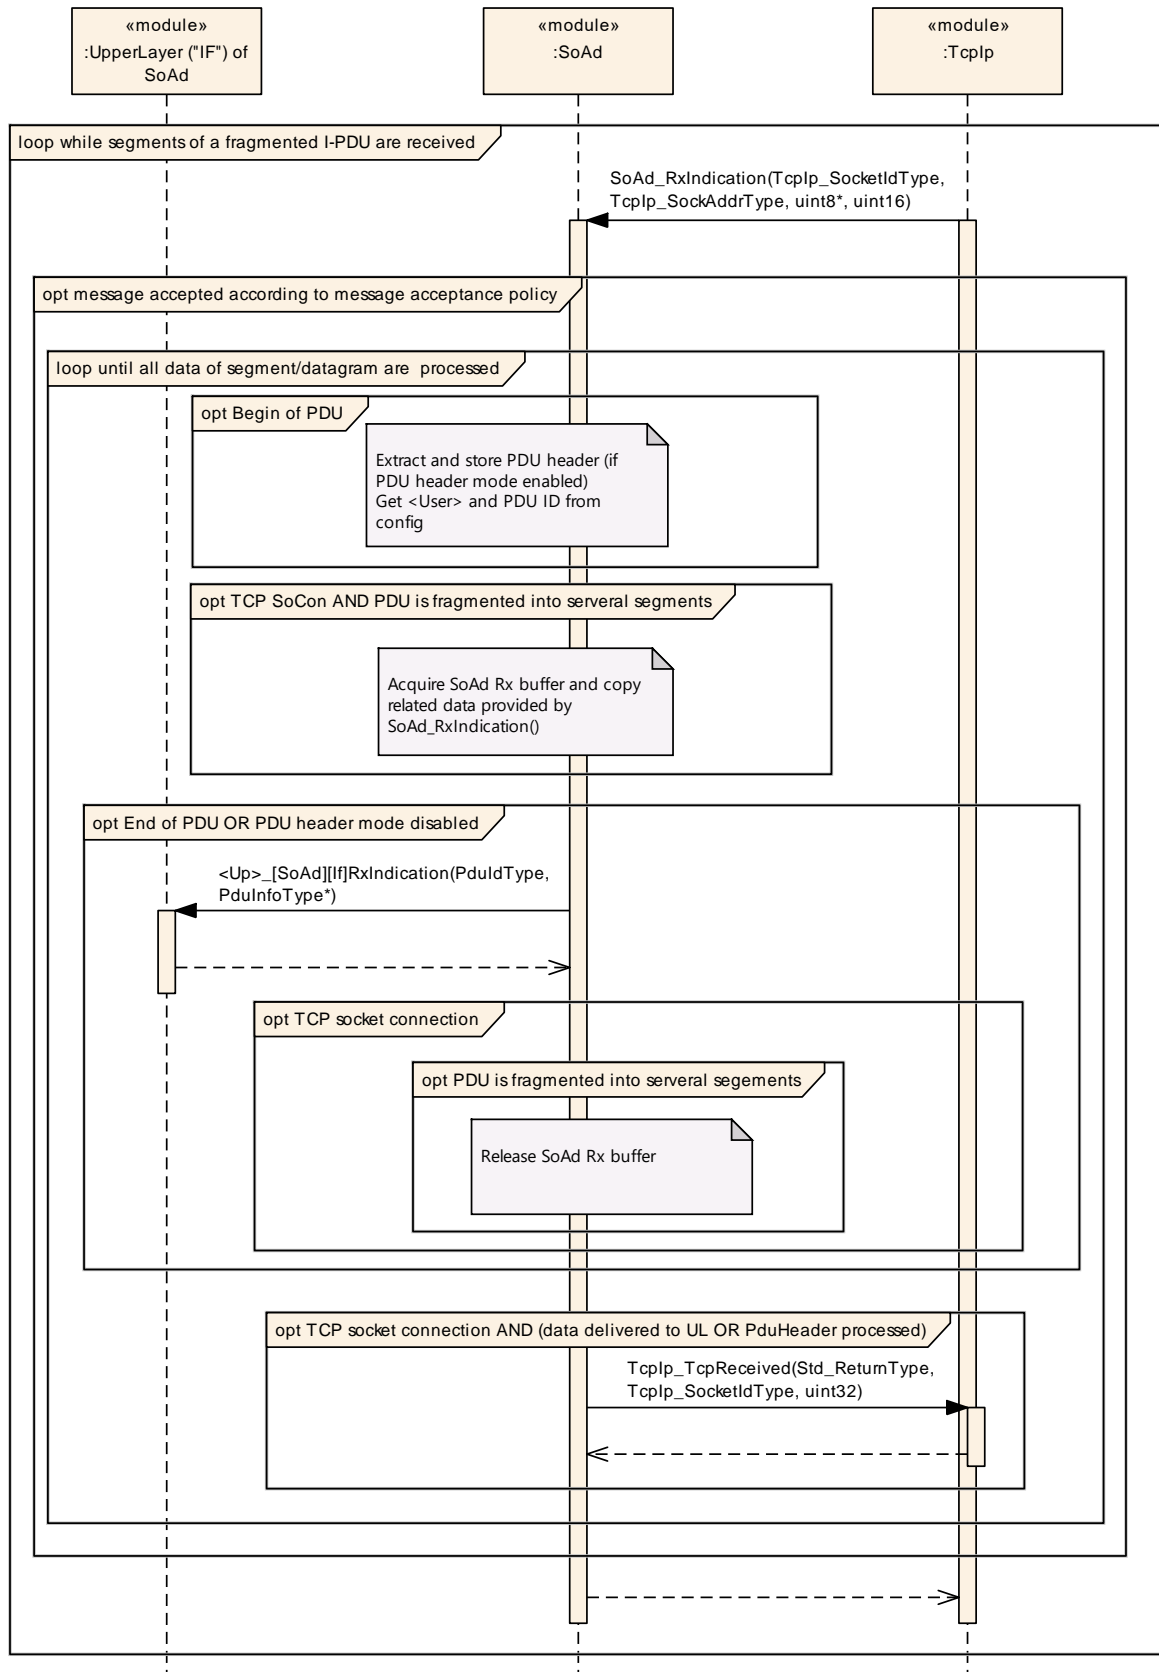 «module»
:UpperLayer ("IF") of
SoAd
«module»
:SoAd
«module»
:TcpIp
loop while segments of a fragmented I-PDU are received
SoAd_RxIndication(TcpIp_SocketIdType,
TcpIp_SockAddrType, uint8*, uint16)
opt message accepted according to message acceptance policy
loop until all data of segment/datagram are processed
opt Begin of PDU
Extract and store PDU header (if
PDU header mode enabled)
Get <User> and PDU ID from
config
opt TCP SoCon AND PDU is fragmented into serveral segments
Acquire SoAd Rx buffer and copy
related data provided by
SoAd_RxIndication()
opt End of PDU OR PDU header mode disabled
<Up>_[SoAd][If]RxIndication(PduIdType,
PduInfoType*)
opt TCP socket connection
opt PDU is fragmented into serveral segements
Release SoAd Rx buffer
opt TCP socket connection AND (data delivered to UL OR PduHeader processed)
TcpIp_TcpReceived(Std_ReturnType,
TcpIp_SocketIdType, uint32)